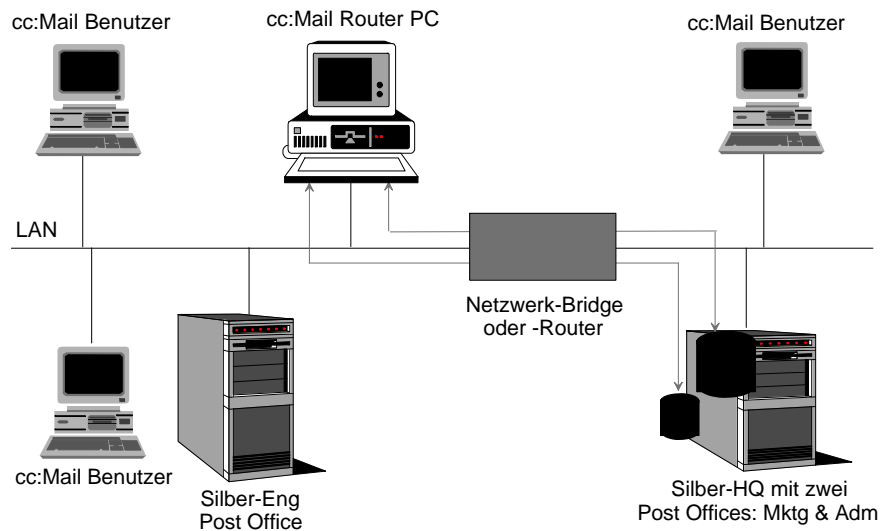 cc:Mail Benutzer
cc:Mail Router PC
cc:Mail Benutzer
LAN
Netzwerk-Bridge
oder -Router
cc:Mail Benutzer
Silber-Eng
Post Office
Silber-HQ mit zwei
Post Offices: Mktg & Adm